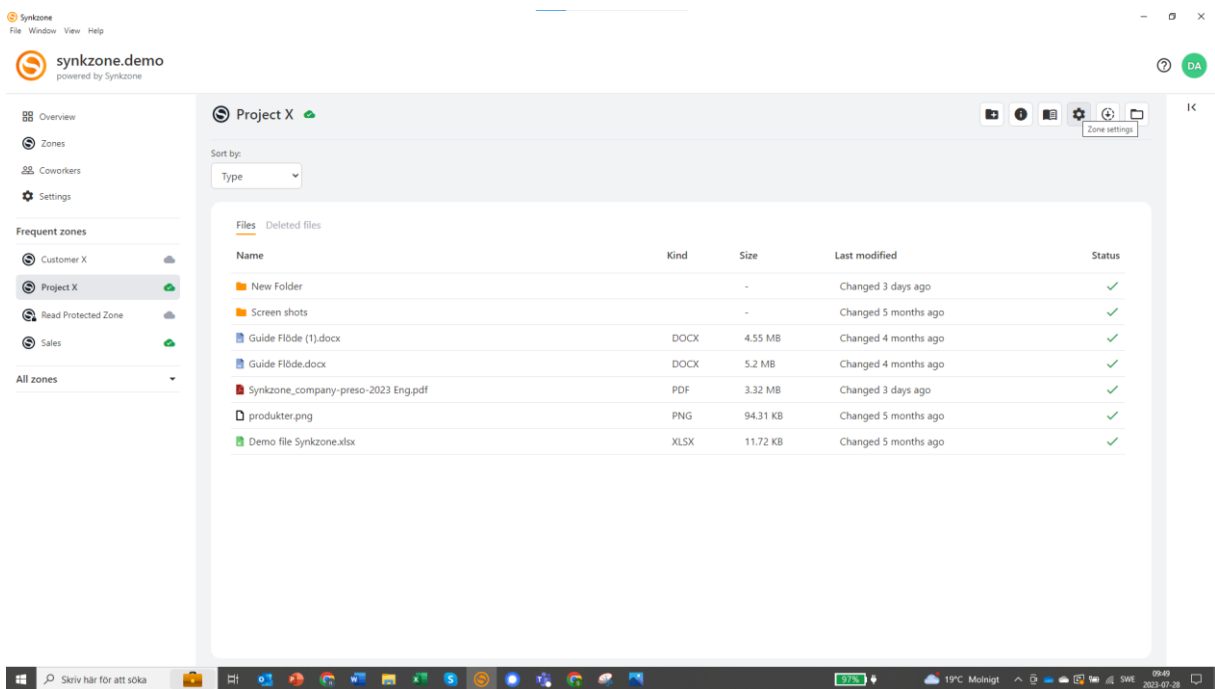 Synkzone
File Window View Help
synkzone.demo
powered by Synkzone
DA
Overview
Zones
Coworkers
Settings
Frequent zones
Customer X
Project X
Read Protected Zone
Sales
All zones
Project X
Zone settings
Sort by:
Type
Files Deleted files
Name Kind Size Last modified Status
New Folder - Changed 3 days ago
Screen shots - Changed 5 months ago
Guide Flöde (1).docx DOCX 4.55 MB Changed 4 months ago
Guide Flöde.docx DOCX 5.2 MB Changed 4 months ago
Synkzone_company-preso-2023 Eng.pdf PDF 3.32 MB Changed 3 days ago
produkter.png PNG 94.31 KB Changed 5 months ago
Demo file Synkzone.xlsx XLSX 11.72 KB Changed 5 months ago
Skriv här för att söka 97% 19°C Molnigt SWE 09:49
2023-07-28